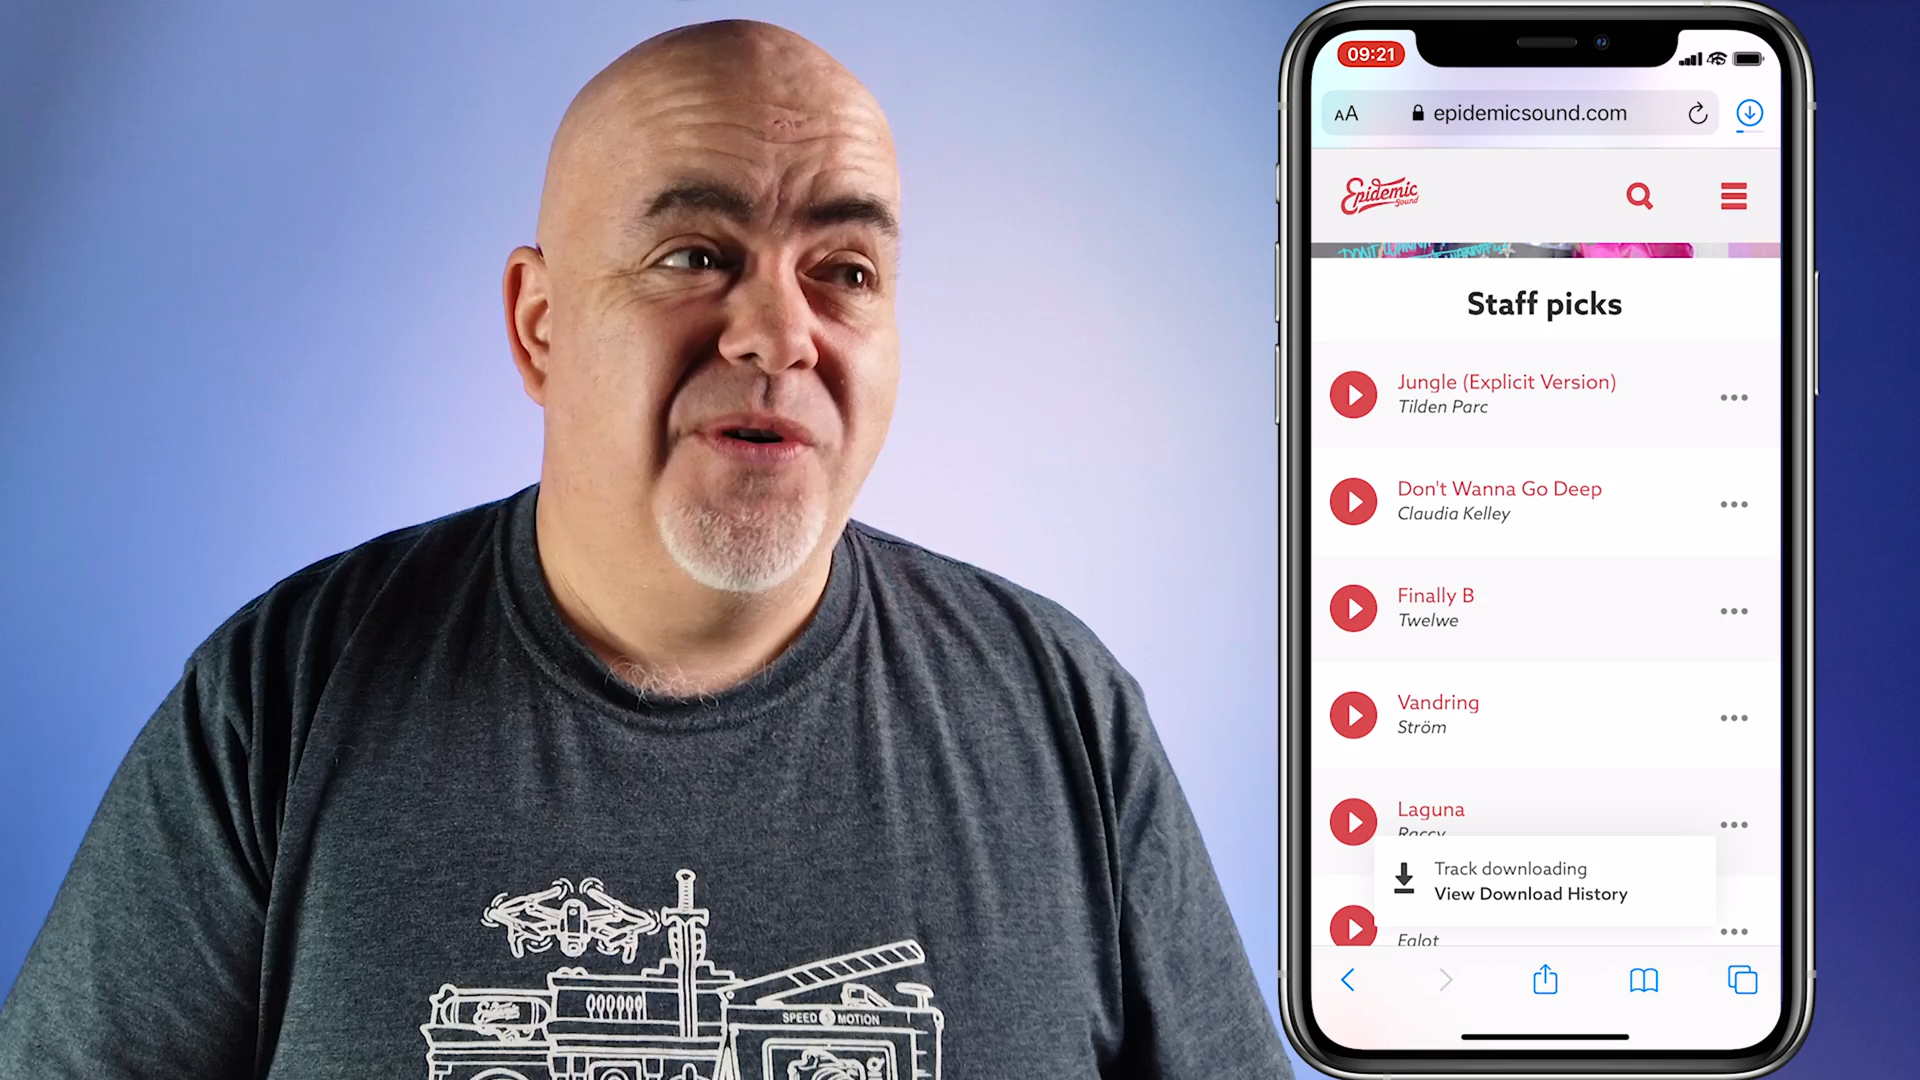 09:21
AA epidemicsound.com
Epidemic
Sound
Staff picks
Jungle (Explicit Version)
Tilden Parc
Don't Wanna Go Deep
Claudia Kelley
Finally B
Twelwe
Vandring
Ström
Laguna
Track downloading
View Download History
SPEED MOTION